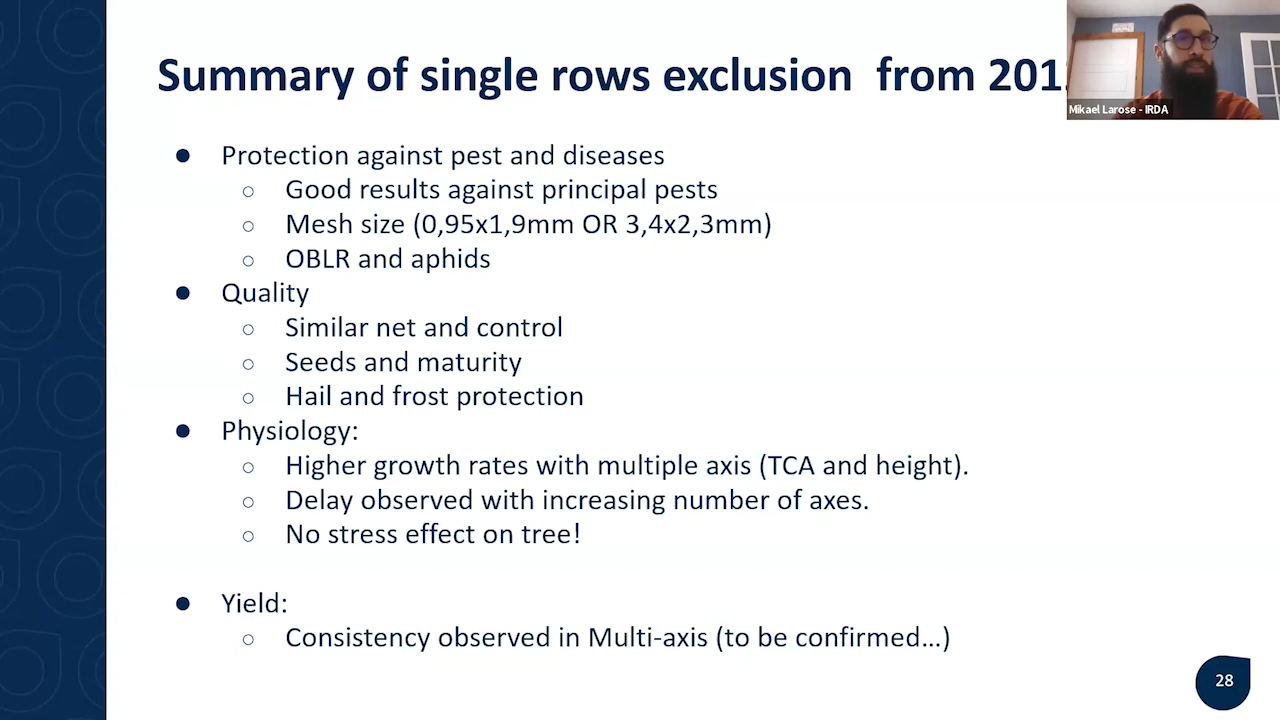 Summary of single rows exclusion from 201
Mikael Larose - IRDA
● Protection against pest and diseases
○ Good results against principal pests
○ Mesh size (0,95x1,9mm OR 3,4x2,3mm)
○ OBLR and aphids
● Quality
○ Similar net and control
○ Seeds and maturity
○ Hail and frost protection
● Physiology:
○ Higher growth rates with multiple axis (TCA and height).
○ Delay observed with increasing number of axes.
○ No stress effect on tree!
● Yield:
○ Consistency observed in Multi-axis (to be confirmed…)
28